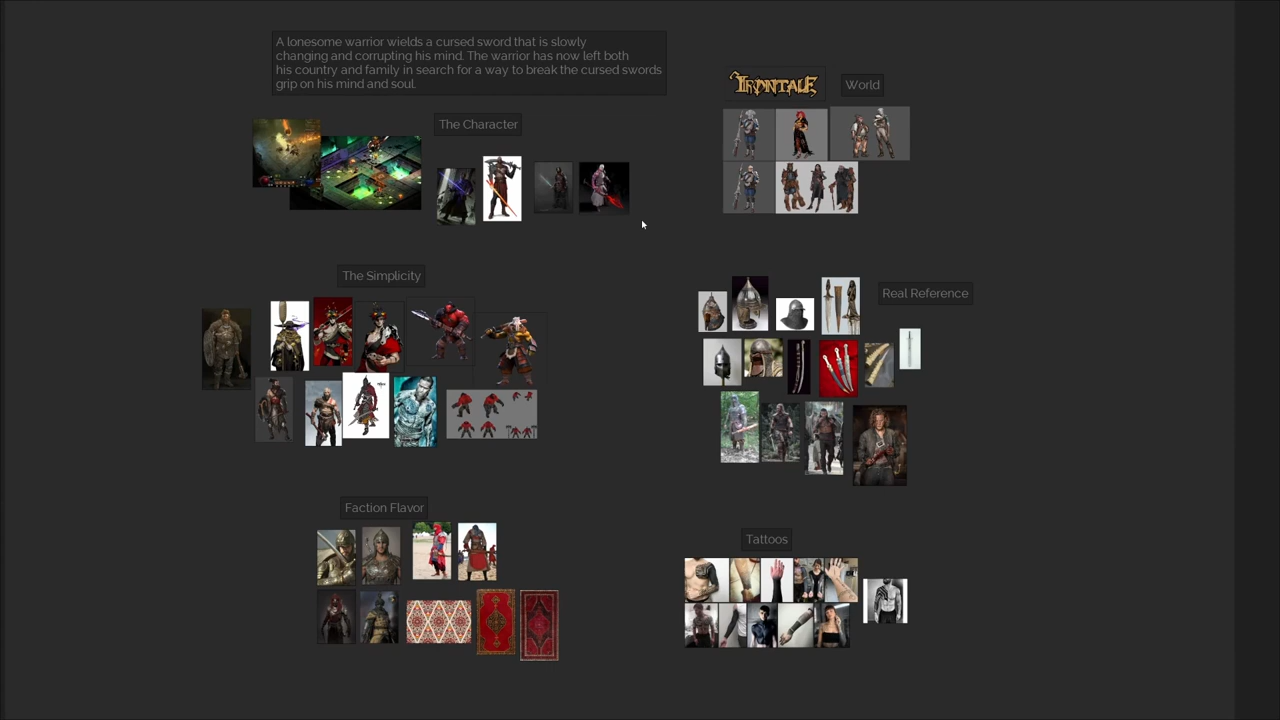 A lonesome warrior wields a cursed sword that is slowly
changing and corrupting his mind. The warrior has now left both
his country and family in search for a way to break the cursed swords
grip on his mind and soul.
IRONTALE
World
The Character
The Simplicity
Real Reference
Faction Flavor
Tattoos